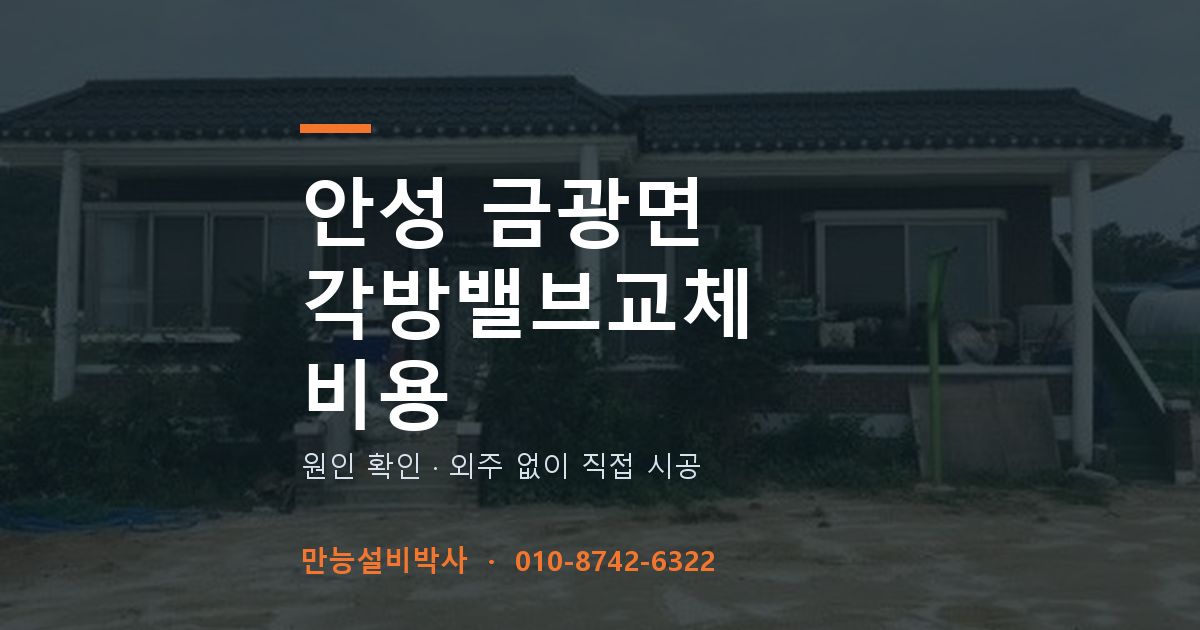 안성 금광면
각방밸브교체
비용
원인 확인 · 외주 없이 직접 시공
만능설비박사 · 010-8742-6322